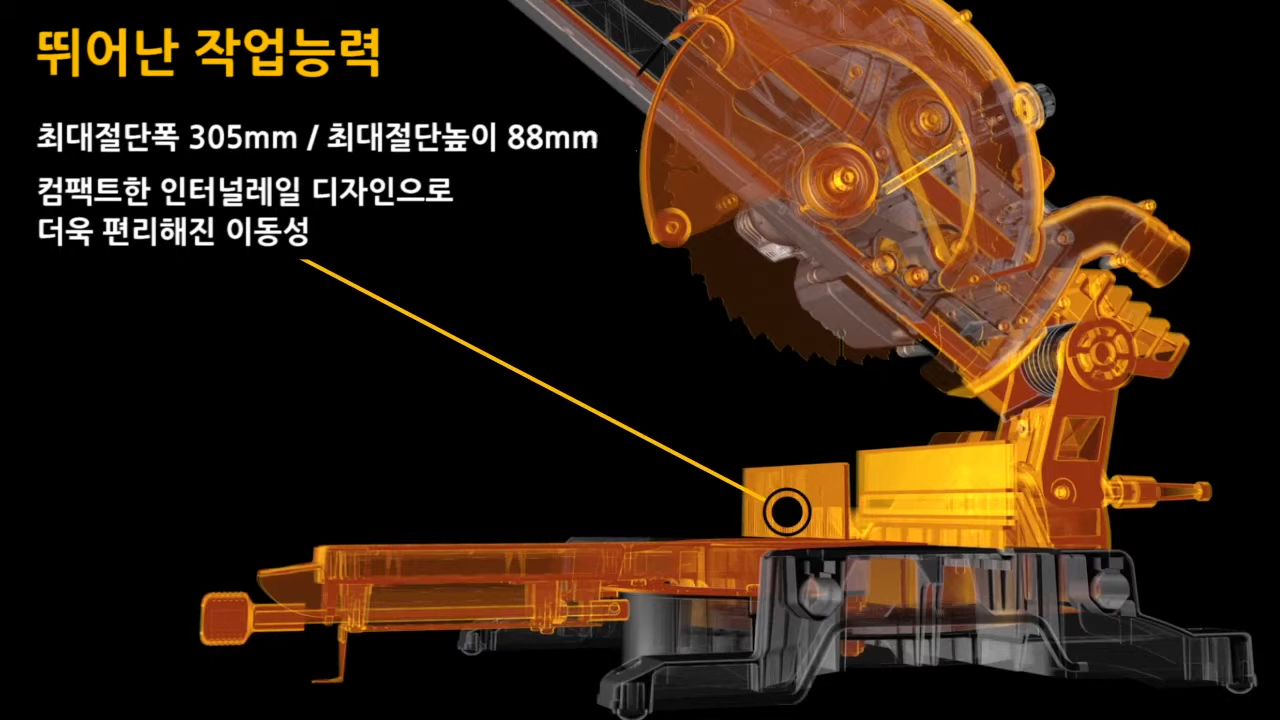 뛰어난 작업능력
최대절단폭 305mm / 최대절단높이 88mm
컴팩트한 인터널레일 디자인으로
더욱 편리해진 이동성